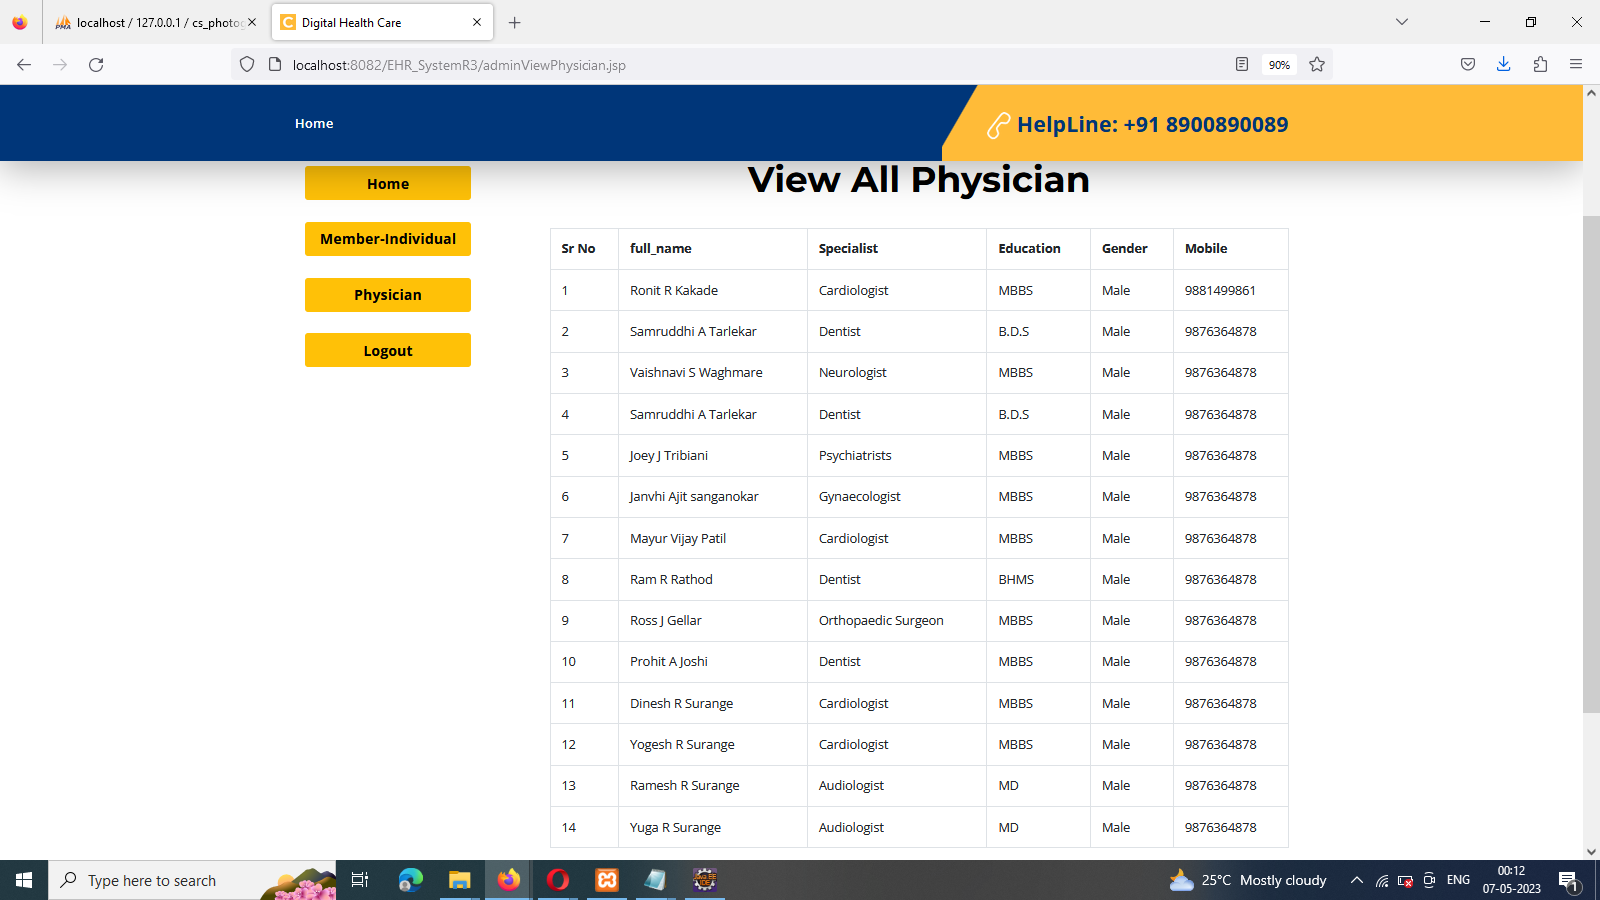 localhost / 127.0.0.1 / cs_photog
Digital Health Care
localhost:8082/EHR_SystemR3/adminViewPhysician.jsp
90%
Home
HelpLine: +91 8900890089
Home
Member-Individual
Physician
Logout
View All Physician
Sr No full_name Specialist Education Gender Mobile
1 Ronit R Kakade Cardiologist MBBS Male 9881499861
2 Samruddhi A Tarlekar Dentist B.D.S Male 9876364878
3 Vaishnavi S Waghmare Neurologist MBBS Male 9876364878
4 Samruddhi A Tarlekar Dentist B.D.S Male 9876364878
5 Joey J Tribiani Psychiatrists MBBS Male 9876364878
6 Janvhi Ajit sanganokar Gynaecologist MBBS Male 9876364878
7 Mayur Vijay Patil Cardiologist MBBS Male 9876364878
8 Ram R Rathod Dentist BHMS Male 9876364878
9 Ross J Gellar Orthopaedic Surgeon MBBS Male 9876364878
10 Prohit A Joshi Dentist MBBS Male 9876364878
11 Dinesh R Surange Cardiologist MBBS Male 9876364878
12 Yogesh R Surange Cardiologist MBBS Male 9876364878
13 Ramesh R Surange Audiologist MD Male 9876364878
14 Yuga R Surange Audiologist MD Male 9876364878
Type here to search
25°C Mostly cloudy
ENG
00:12
07-05-2023
1